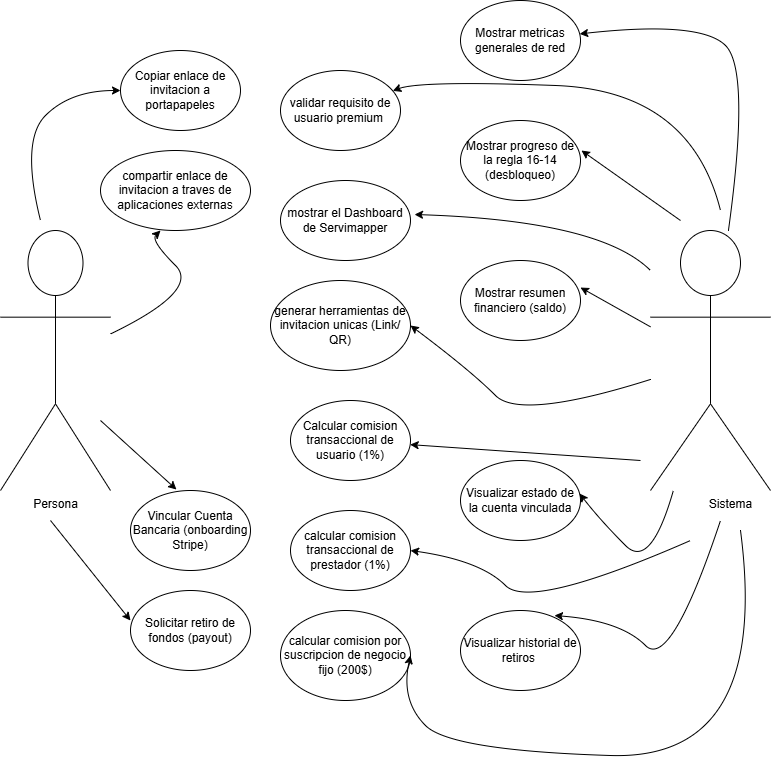 Mostrar metricas
generales de red
Copiar enlace de
invitacion a
portapapeles
validar requisito de
usuario premium
Mostrar progreso de
la regla 16-14
(desbloqueo)
compartir enlace de
invitacion a traves de
aplicaciones externas
mostrar el Dashboard
de Servimapper
Mostrar resumen
financiero (saldo)
generar herramientas de
invitacion unicas (Link/
QR)
Calcular comision
transaccional de
usuario (1%)
Visualizar estado de
la cuenta vinculada
Persona
Sistema
Vincular Cuenta
Bancaria (onboarding
Stripe)
calcular comision
transaccional de
prestador (1%)
Solicitar retiro de
fondos (payout)
calcular comision por
suscripcion de negocio
fijo (200$)
Visualizar historial de
retiros